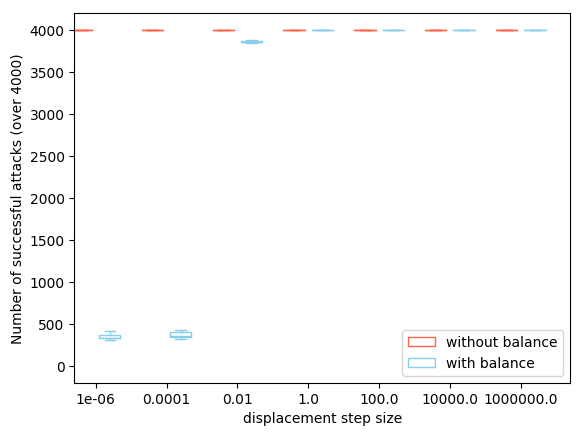 Number of successful attacks (over 4000)
4000
3500
3000
2500
2000
1500
1000
500
0
without balance
with balance
1e-06 0.0001 0.01 1.0 100.0 10000.0 1000000.0
displacement step size